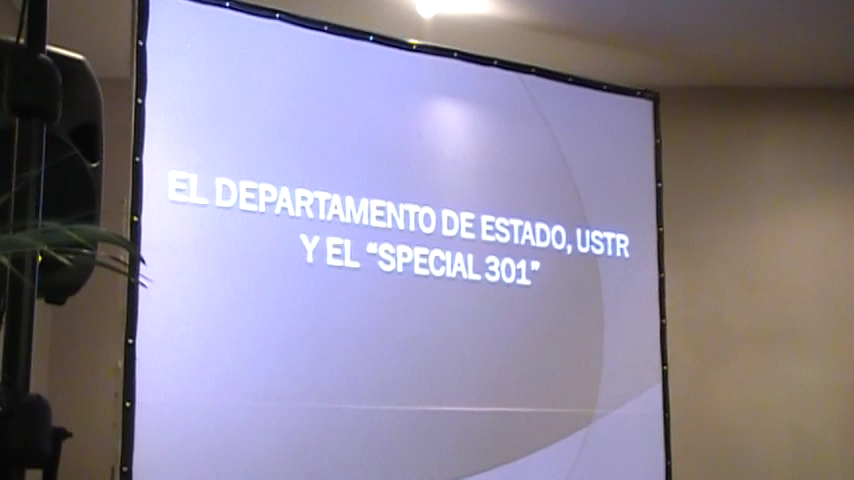 EL DEPARTAMENTO DE ESTADO, USTR
Y EL “SPECIAL 301”